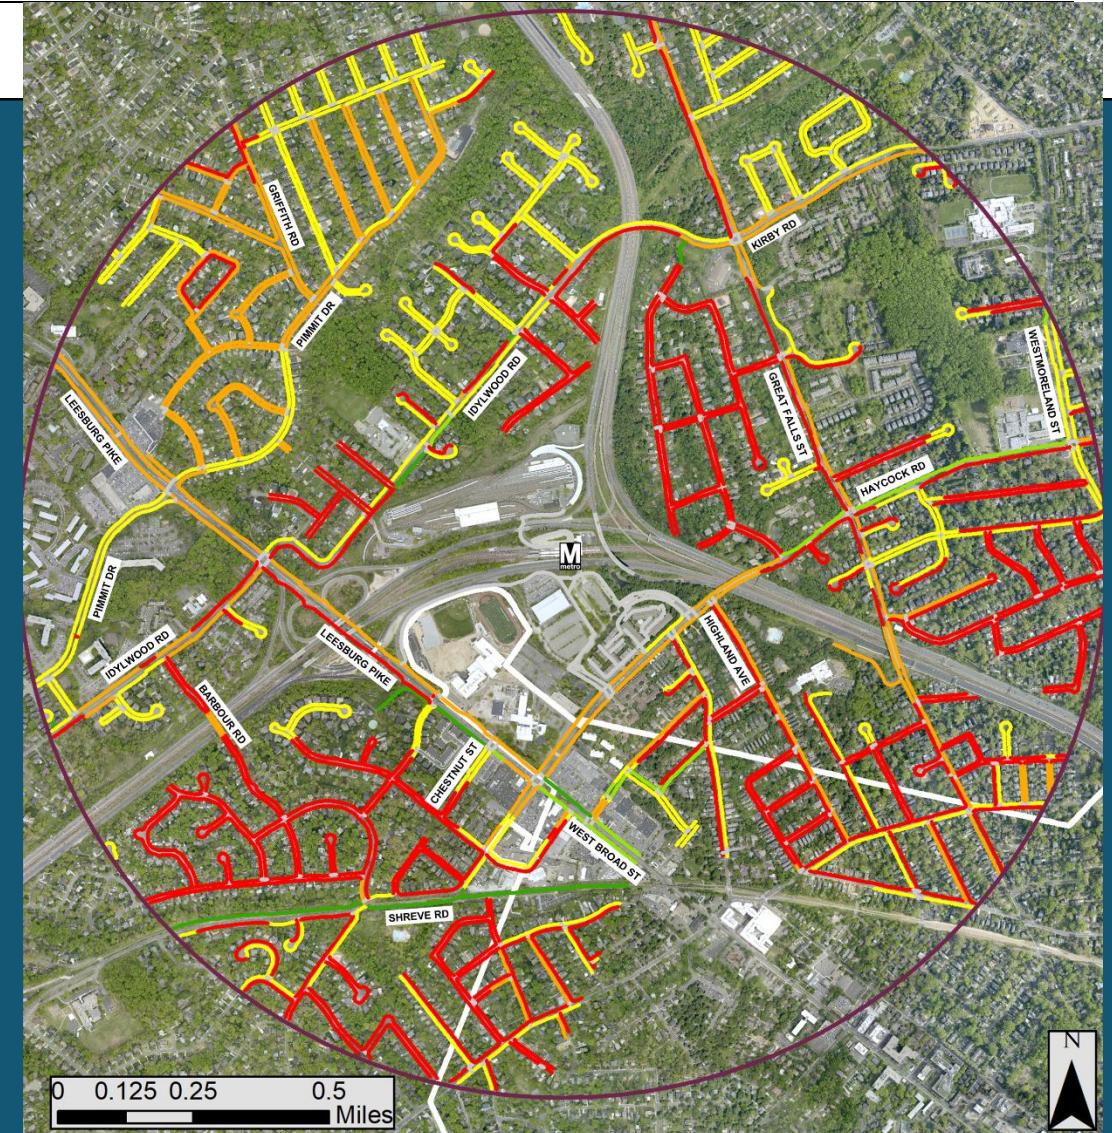 GRIFFITH RD
KIRBY RD
PIMMIT DR
WESTMORELAND ST
IDYLWOOD RD
LEESBURG PIKE
GREAT FALLS ST
HAYCOCK RD
M
metro
PIMMIT DR
HIGHLAND AVE
IDYLWOOD RD
LEESBURG PIKE
BARBOUR RD
CHESTNUT ST
WEST BROAD ST
SHREVE RD
N
0 0.125 0.25 0.5
Miles